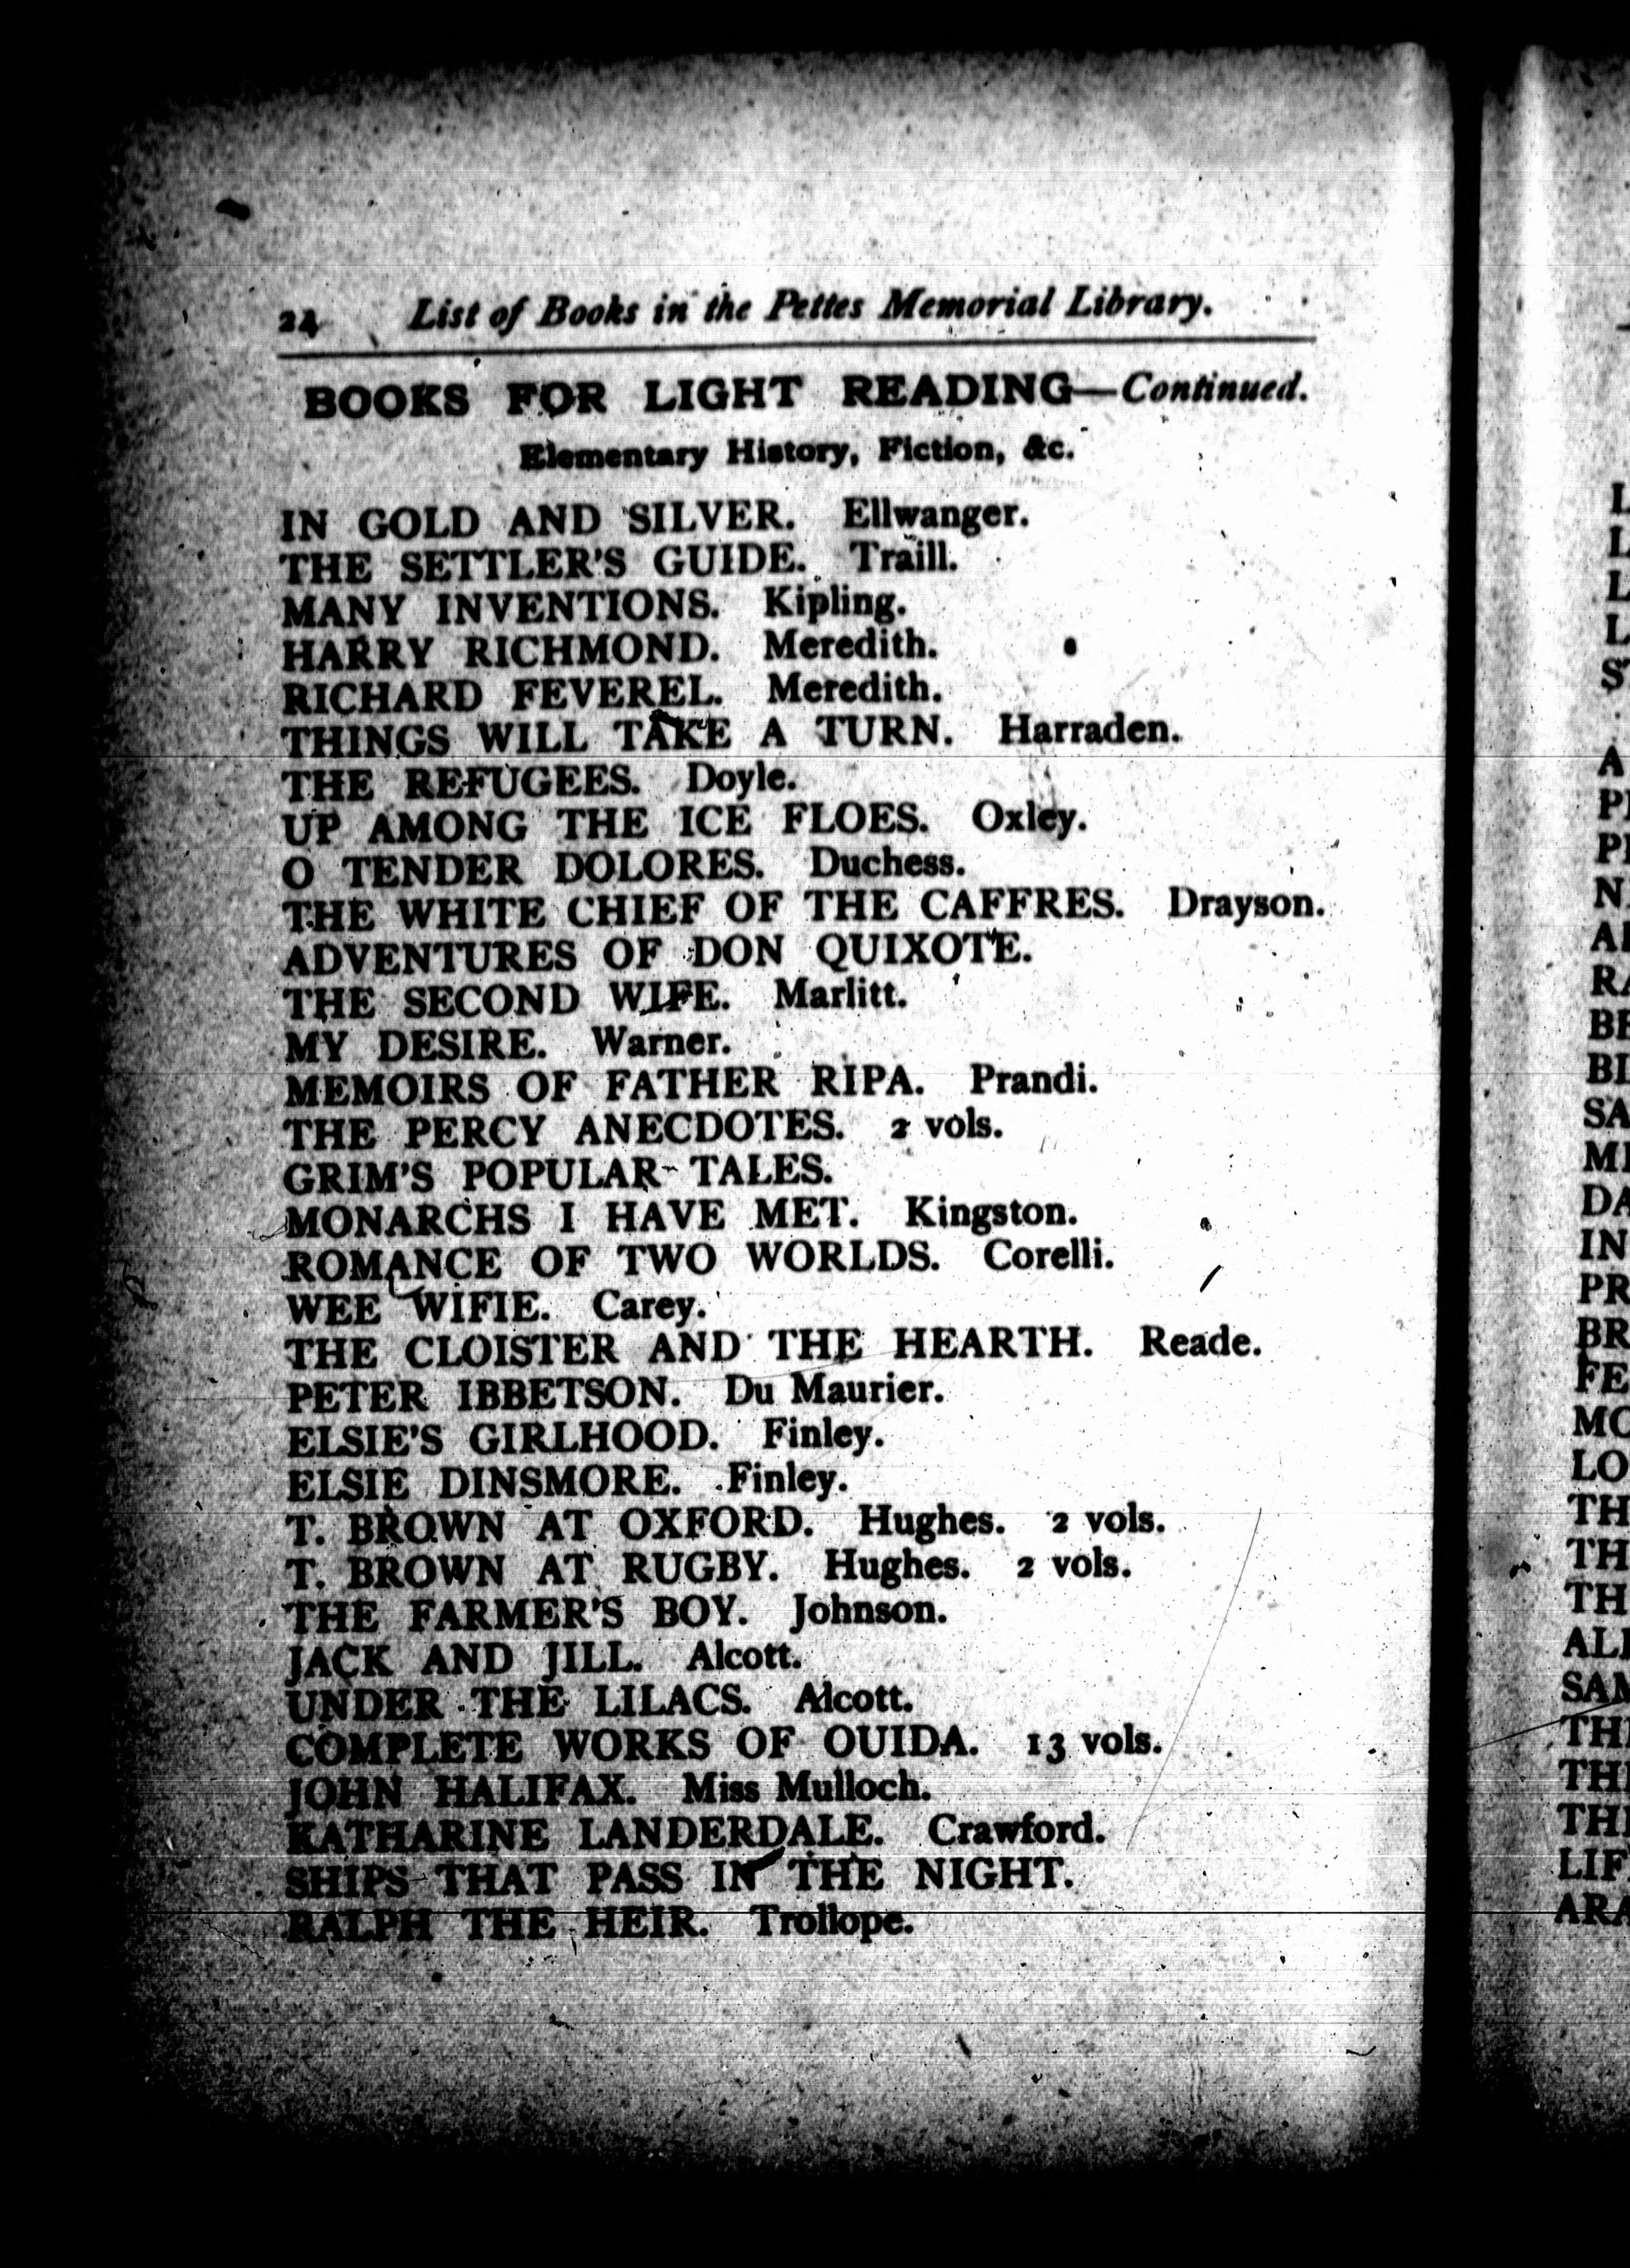 24 List of Books in the Pettes Memorial Library.
BOOKS FOR LIGHT READING—Continued.
Elementary History, Fiction, &c.
IN GOLD AND SILVER. Ellwanger.
THE SETTLER'S GUIDE. Traill.
MANY INVENTIONS. Kipling.
HARRY RICHMOND. Meredith.
RICHARD FEVEREL. Meredith.
THINGS WILL TAKE A TURN. Harraden.
THE REFUGEES. Doyle.
UP AMONG THE ICE FLOES. Oxley.
O TENDER DOLORES. Duchess.
THE WHITE CHIEF OF THE CAFFRES. Drayson.
ADVENTURES OF DON QUIXOTE.
THE SECOND WIFE. Marlitt.
MY DESIRE. Warner.
MEMOIRS OF FATHER RIPA. Prandi.
THE PERCY ANECDOTES. 2 vols.
GRIM'S POPULAR TALES.
MONARCHS I HAVE MET. Kingston.
ROMANCE OF TWO WORLDS. Corelli.
WEE WIFIE. Carey.
THE CLOISTER AND THE HEARTH. Reade.
PETER IBBETSON. Du Maurier.
ELSIE'S GIRLHOOD. Finley.
ELSIE DINSMORE. Finley.
T. BROWN AT OXFORD. Hughes. 2 vols.
T. BROWN AT RUGBY. Hughes. 2 vols.
THE FARMER'S BOY. Johnson.
JACK AND JILL. Alcott.
UNDER THE LILACS. Alcott.
COMPLETE WORKS OF OUIDA. 13 vols.
JOHN HALIFAX. Miss Mulloch.
KATHARINE LANDERDALE. Crawford.
SHIPS THAT PASS IN THE NIGHT.
RALPH THE HEIR. Trollope.